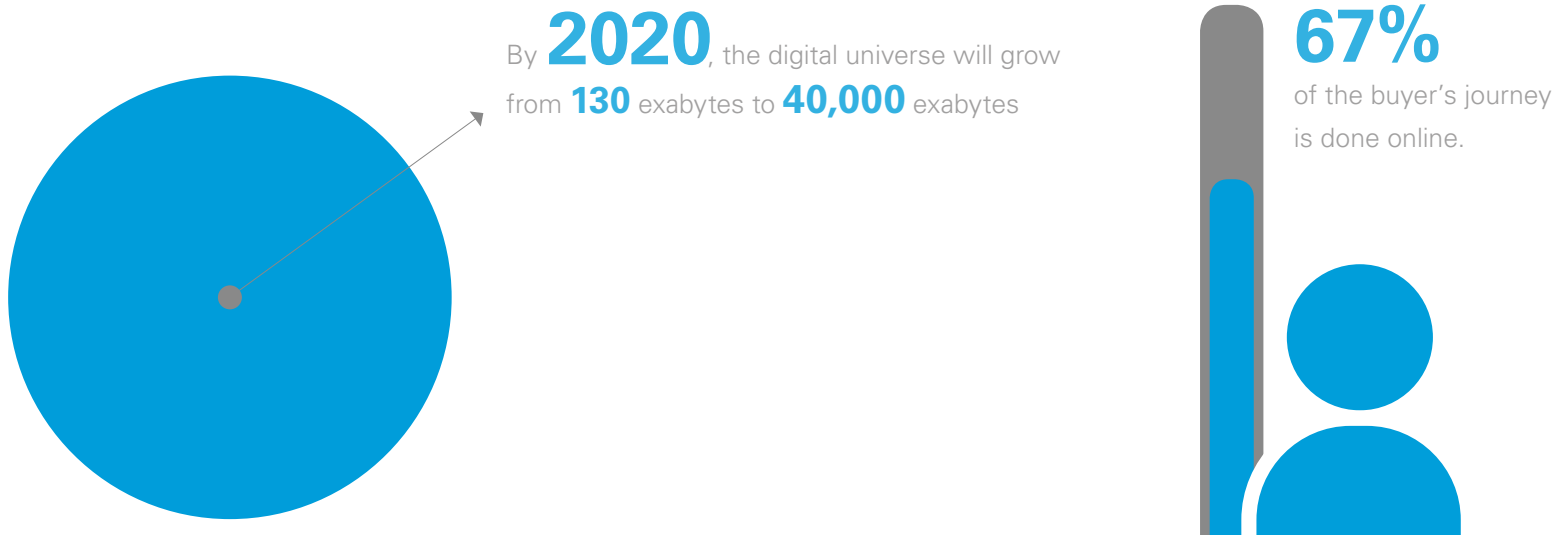 By 2020, the digital universe will grow
from 130 exabytes to 40,000 exabytes
67%
of the buyer’s journey
is done online.